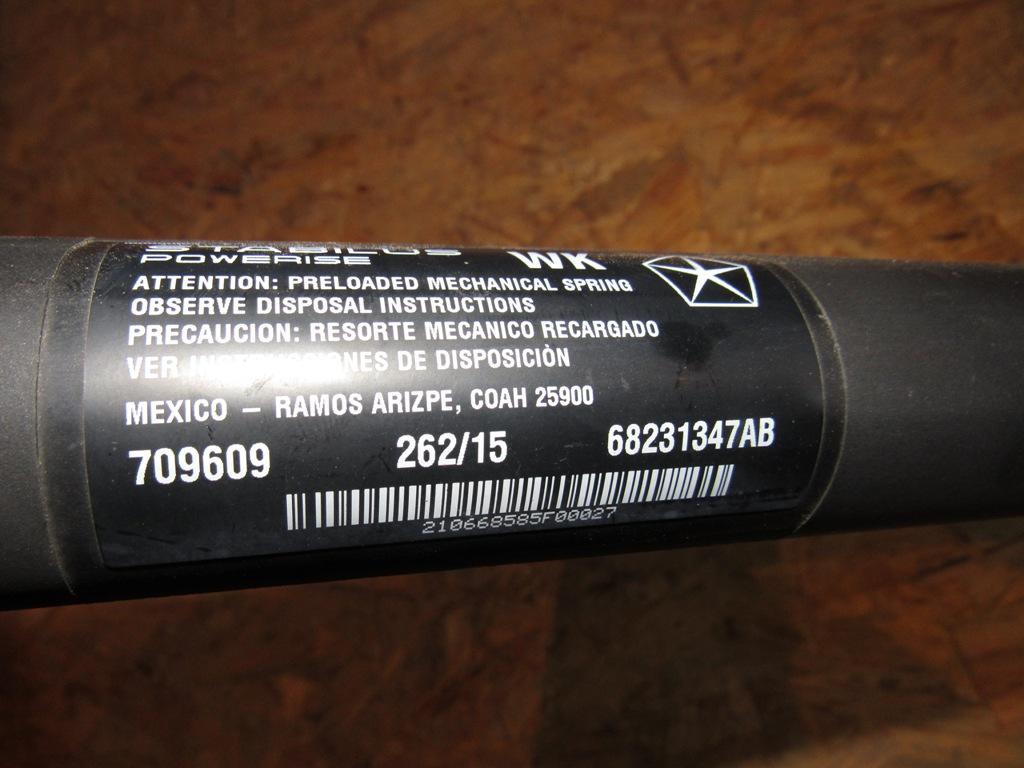 STABILUS WK
POWERISE
ATTENTION: PRELOADED MECHANICAL SPRING
OBSERVE DISPOSAL INSTRUCTIONS
PRECAUCION: RESORTE MECANICO RECARGADO
VER INSTRUCCIONES DE DISPOSICIÒN
MEXICO – RAMOS ARIZPE, COAH 25900
709609 262/15 68231347AB
210668585F00027